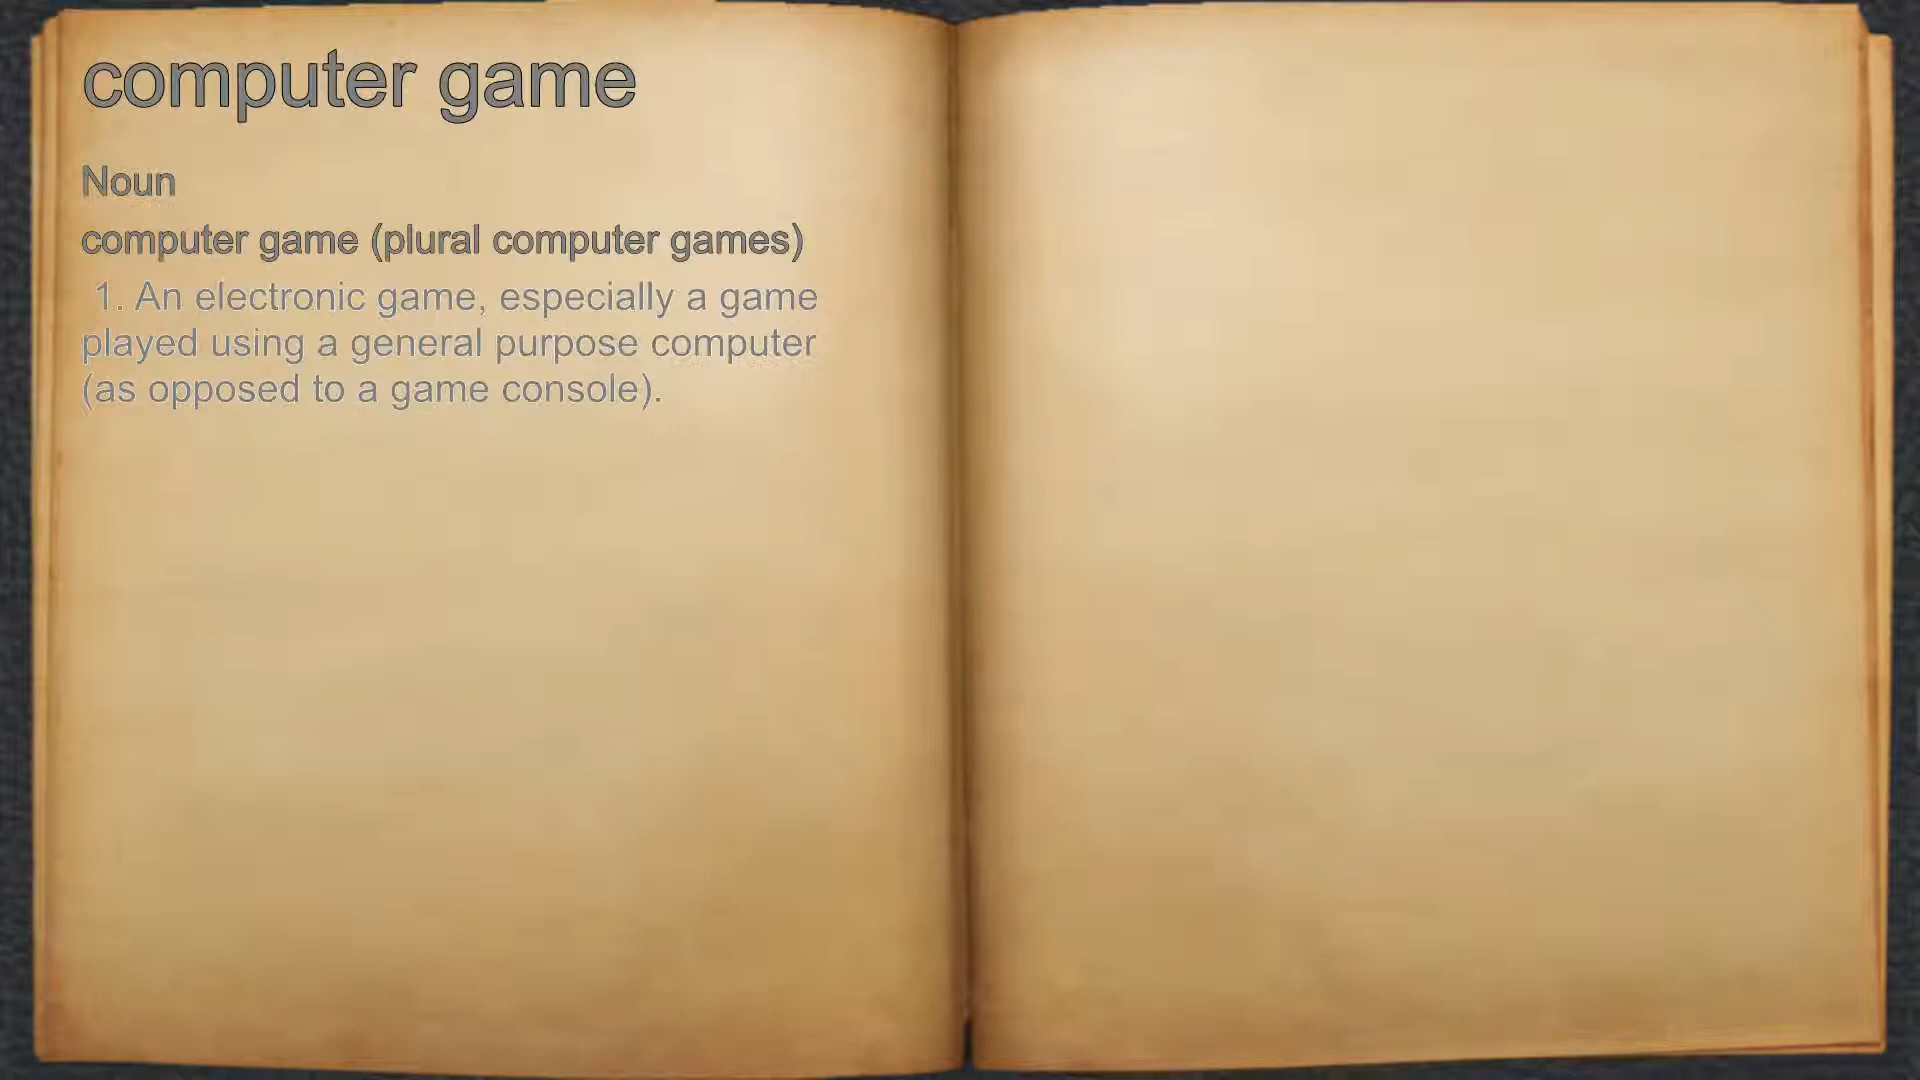 computer game
Noun
computer game (plural computer games)
1. An electronic game, especially a game
played using a general purpose computer
(as opposed to a game console).